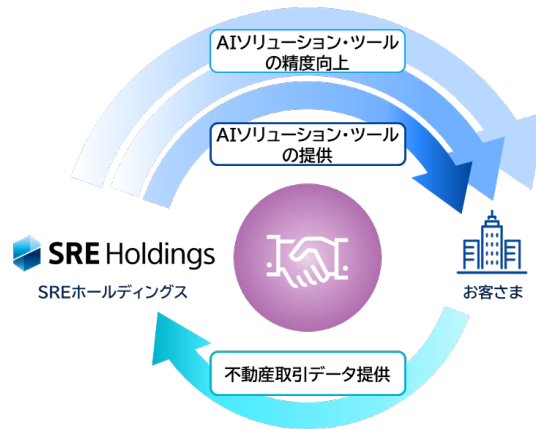 AIソリューション・ツール
の精度向上
AIソリューション・ツール
の提供
SRE Holdings
SREホールディングス
お客さま
不動産取引データ提供